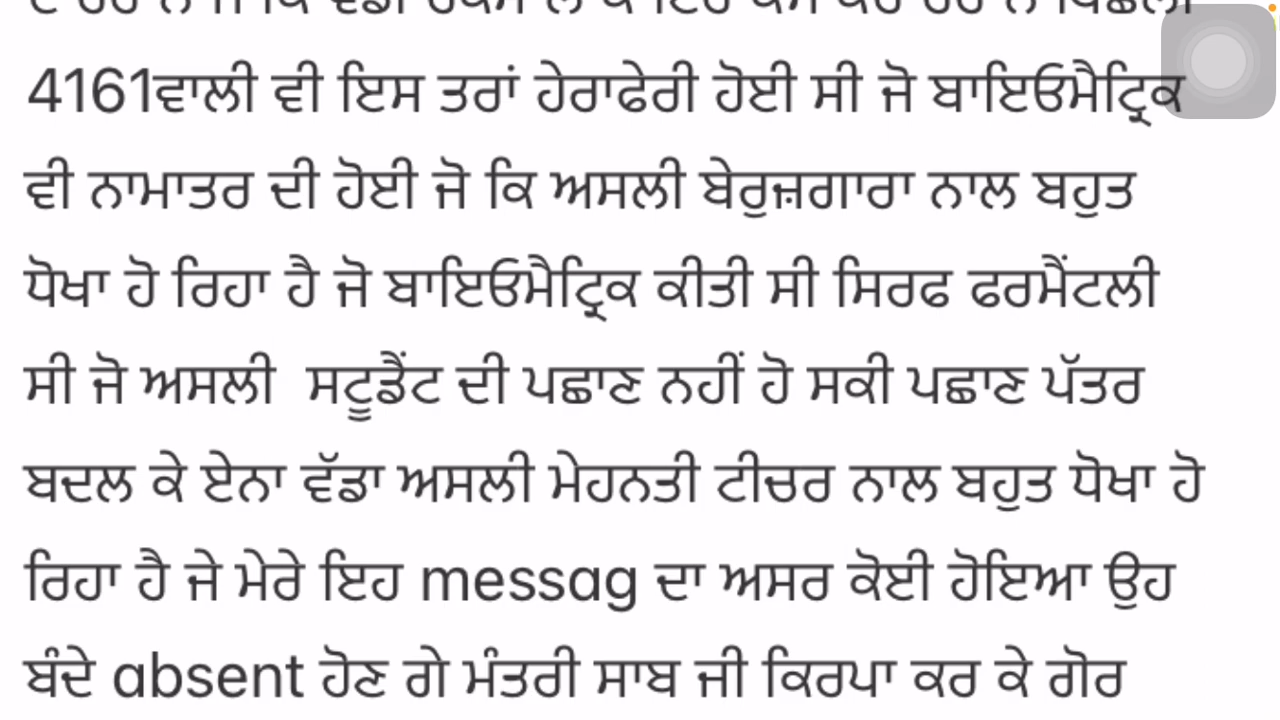 4161ਵਾਲੀ ਵੀ ਇਸ ਤਰਾਂ ਹੇਰਾਫੇਰੀ ਹੋਈ ਸੀ ਜੋ ਬਾਇਓਮੈਟ੍ਰਿਕ
ਵੀ ਨਾਮਾਤਰ ਦੀ ਹੋਈ ਜੋ ਕਿ ਅਸਲੀ ਬੇਰੁਜ਼ਗਾਰਾ ਨਾਲ ਬਹੁਤ
ਧੋਖਾ ਹੋ ਰਿਹਾ ਹੈ ਜੋ ਬਾਇਓਮੈਟ੍ਰਿਕ ਕੀਤੀ ਸੀ ਸਿਰਫ ਫਰਮੈਂਟਲੀ
ਸੀ ਜੋ ਅਸਲੀ ਸਟੂਡੈਂਟ ਦੀ ਪਛਾਣ ਨਹੀਂ ਹੋ ਸਕੀ ਪਛਾਣ ਪੱਤਰ
ਬਦਲ ਕੇ ਏਨਾ ਵੱਡਾ ਅਸਲੀ ਮੇਹਨਤੀ ਟੀਚਰ ਨਾਲ ਬਹੁਤ ਧੋਖਾ ਹੋ
ਰਿਹਾ ਹੈ ਜੇ ਮੇਰੇ ਇਹ messag ਦਾ ਅਸਰ ਕੋਈ ਹੋਇਆ ਉਹ
ਬੰਦੇ absent ਹੋਣ ਗੇ ਮੰਤਰੀ ਸਾਬ ਜੀ ਕਿਰਪਾ ਕਰ ਕੇ ਗੋਰ